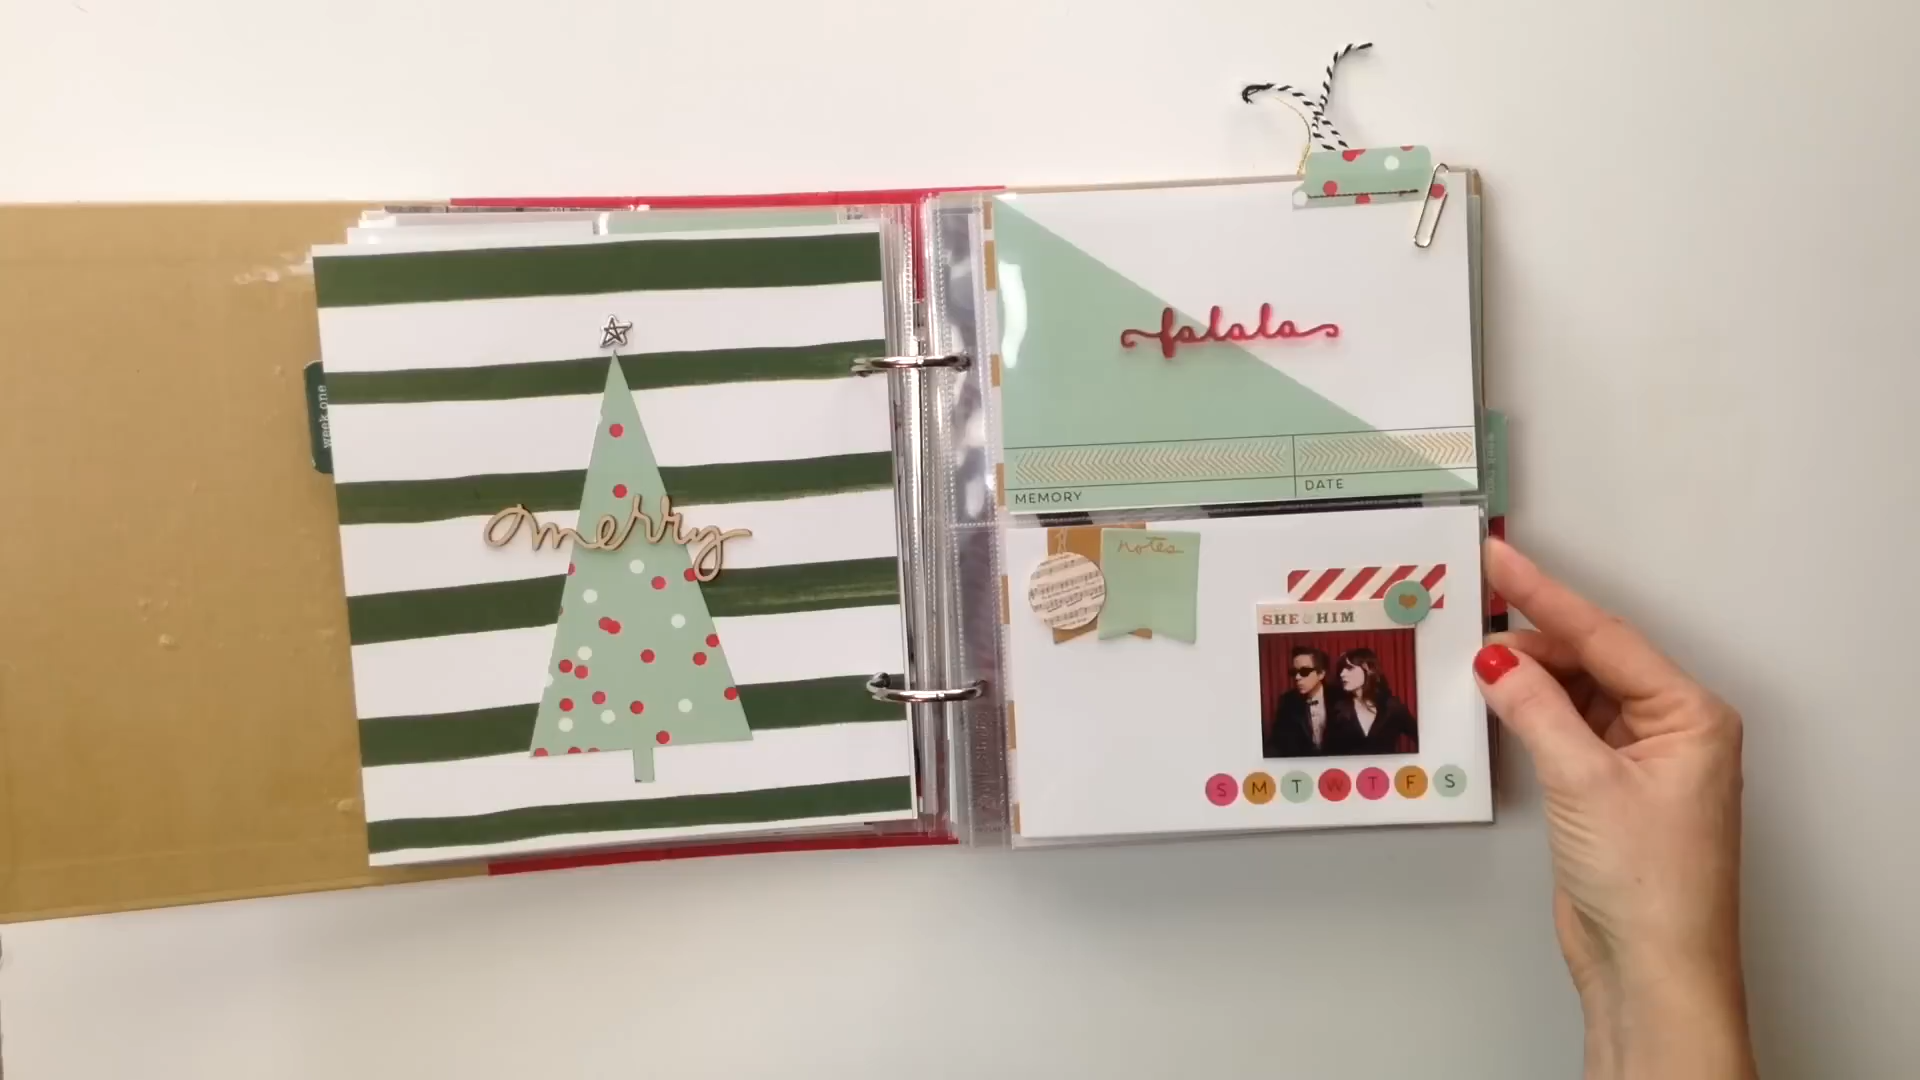 week one
merry
falala
MEMORY
DATE
notes
SHE & HIM
S M T W T F S